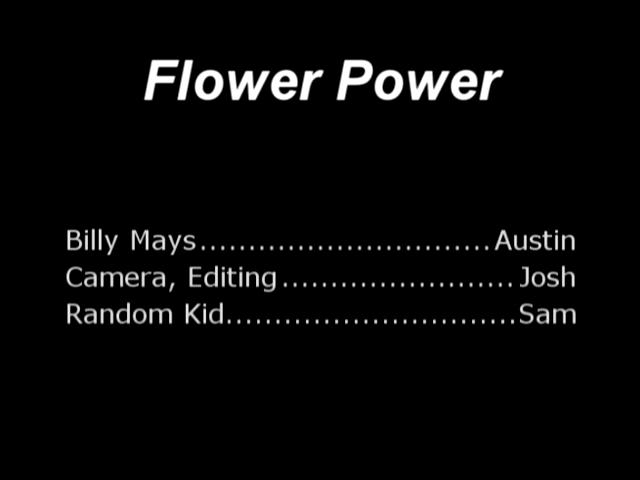 Flower Power
Billy Mays..............................Austin
Camera, Editing........................Josh
Random Kid..............................Sam